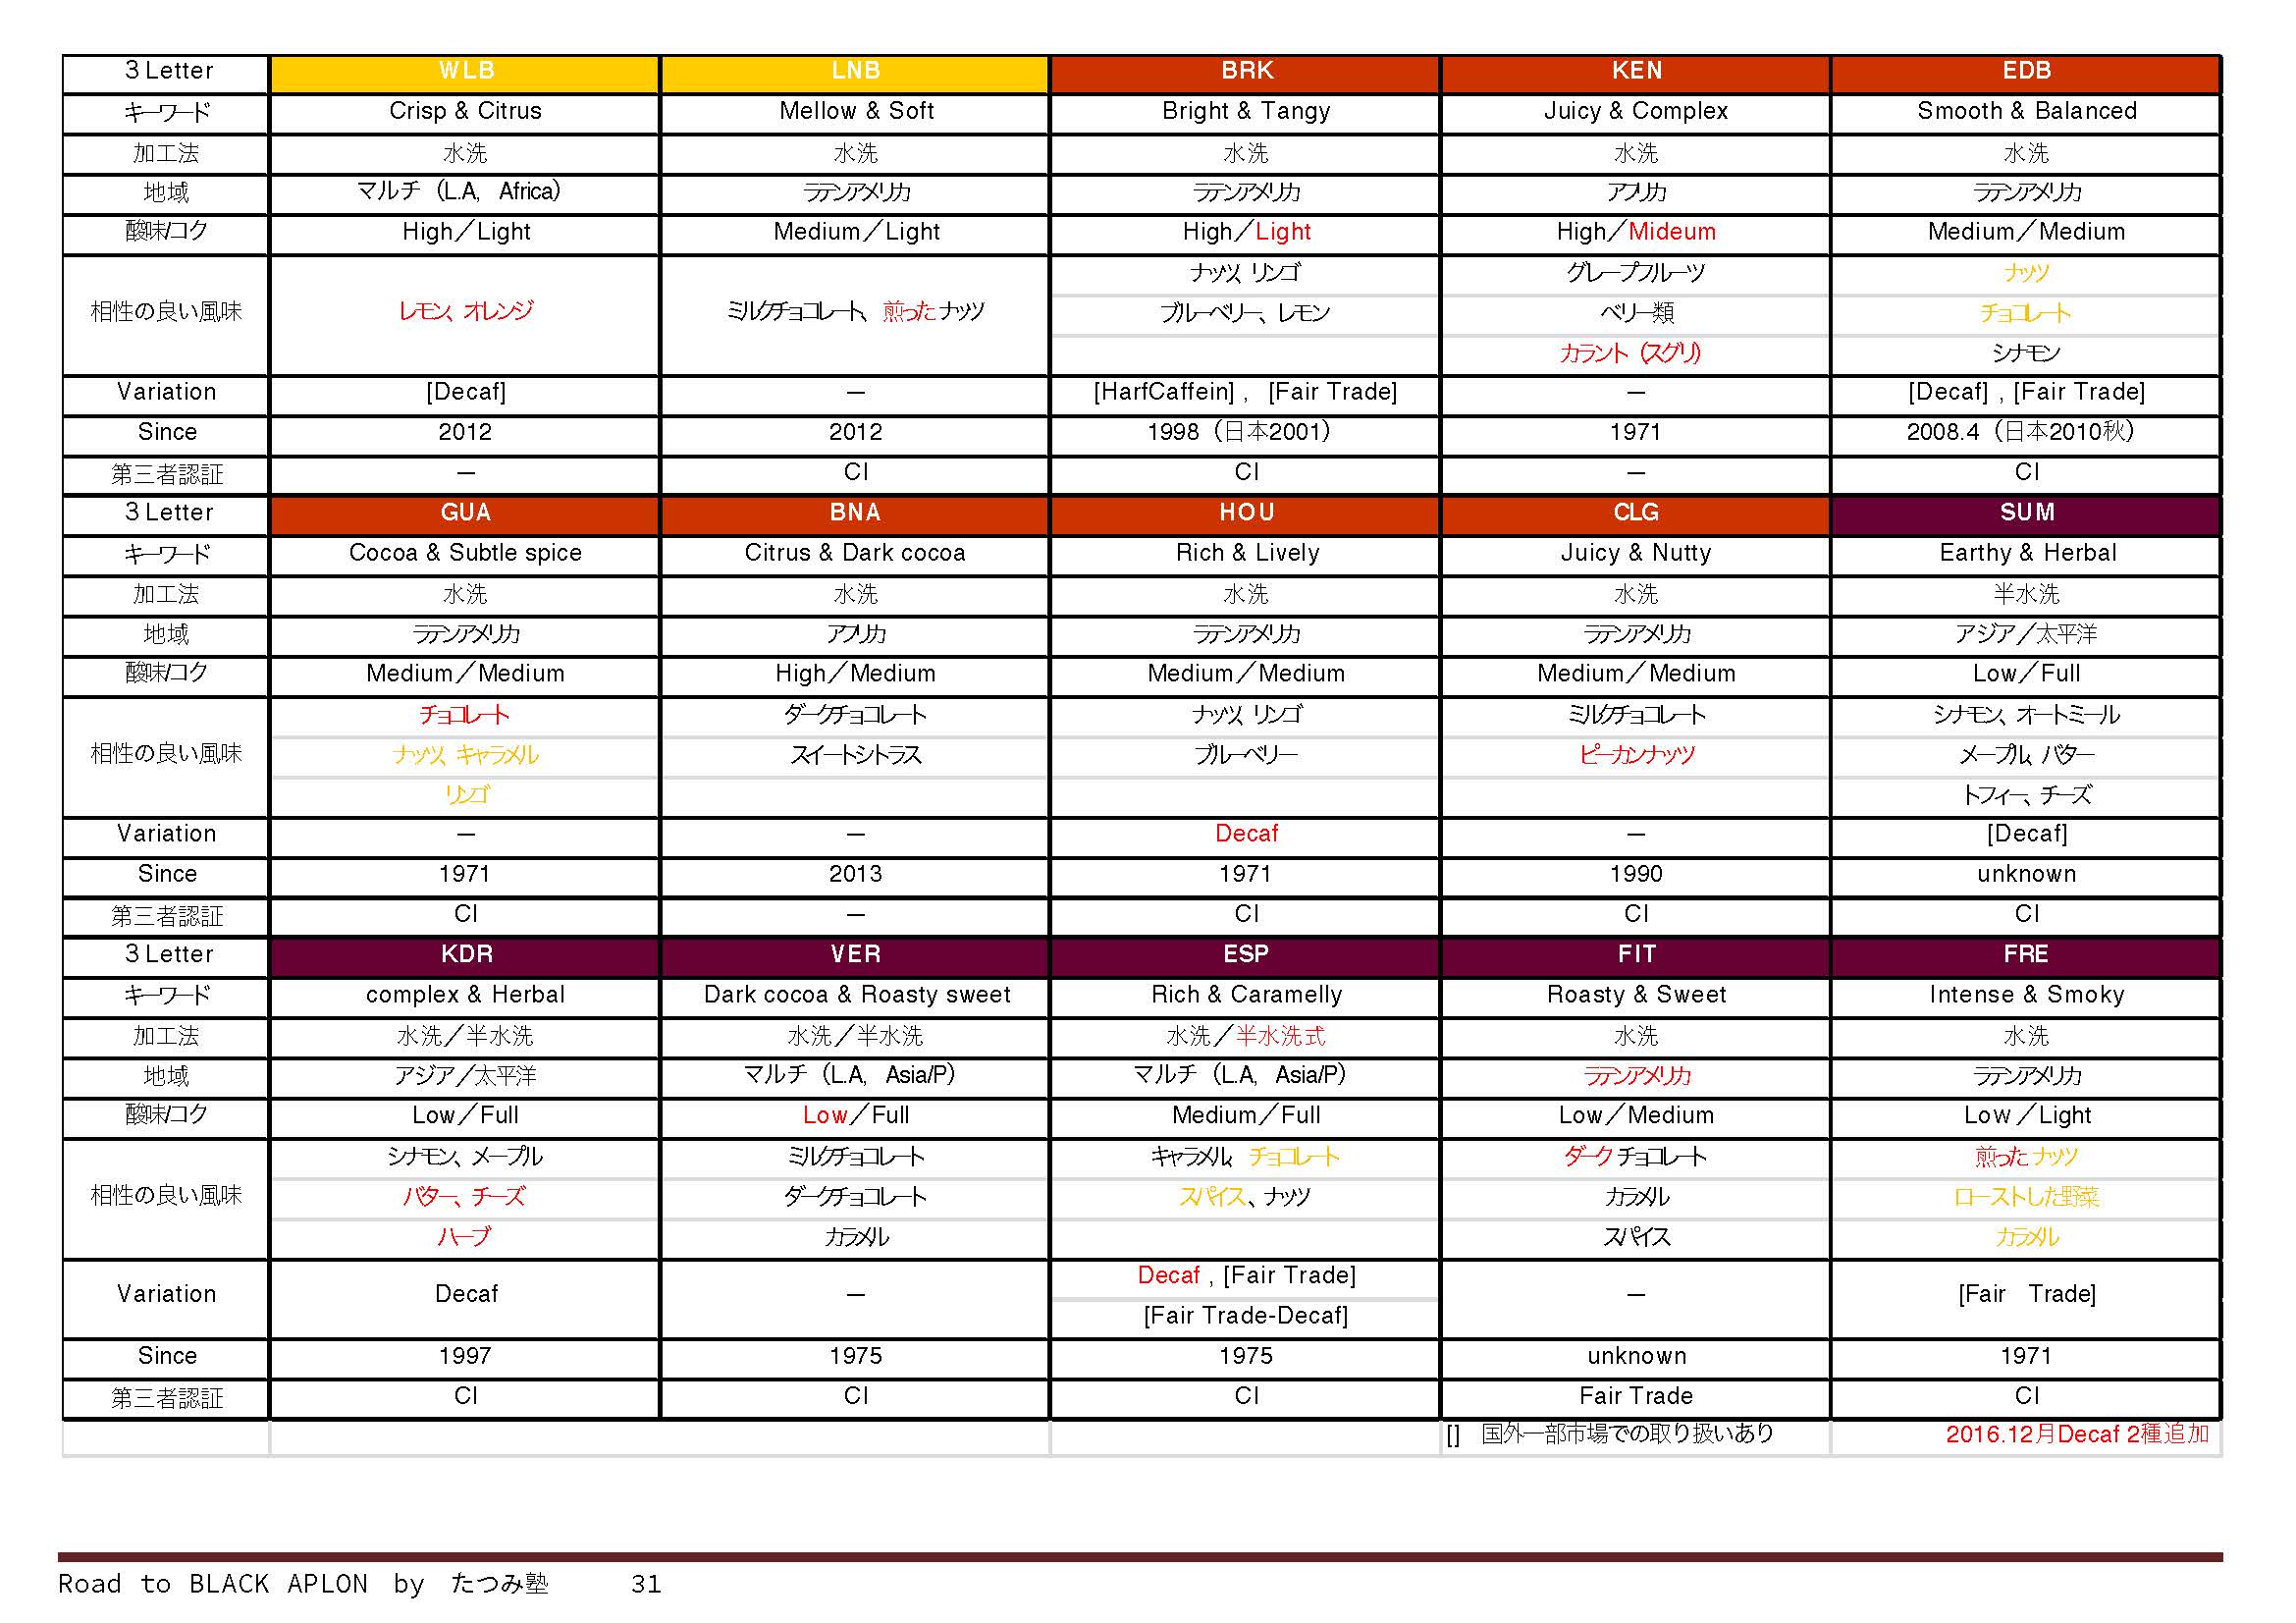 3 Letter WLB LNB BRK KEN EDB
キーワード Crisp & Citrus Mellow & Soft Bright & Tangy Juicy & Complex Smooth & Balanced
加工法 水洗 水洗 水洗 水洗 水洗
地域 マルチ（L.A, Africa） ラテンアメリカ ラテンアメリカ アフリカ ラテンアメリカ
酸味/コク High／Light Medium／Light High／Light High／Mideum Medium／Medium
ナッツ、リンゴ グレープフルーツ ナッツ
相性の良い風味 レモン、オレンジ ミルクチョコレート、煎ったナッツ ブルーベリー、レモン ベリー類 チョコレート
カラント（スグリ） シナモン
Variation [Decaf] － [HarfCaffein] , [Fair Trade] － [Decaf] , [Fair Trade]
Since 2012 2012 1998（日本2001） 1971 2008.4（日本2010秋）
第三者認証 － CI CI － CI
3 Letter GUA BNA HOU CLG SUM
キーワード Cocoa & Subtle spice Citrus & Dark cocoa Rich & Lively Juicy & Nutty Earthy & Herbal
加工法 水洗 水洗 水洗 水洗 半水洗
地域 ラテンアメリカ アフリカ ラテンアメリカ ラテンアメリカ アジア／太平洋
酸味/コク Medium／Medium High／Medium Medium／Medium Medium／Medium Low／Full
チョコレート ダークチョコレート ナッツ、リンゴ ミルクチョコレート シナモン、オートミール
相性の良い風味 ナッツ、キャラメル スイートシトラス ブルーベリー ピーカンナッツ メープル、バター
リンゴ トフィー、チーズ
Variation － － Decaf － [Decaf]
Since 1971 2013 1971 1990 unknown
第三者認証 CI － CI CI CI
3 Letter KDR VER ESP FIT FRE
キーワード complex & Herbal Dark cocoa & Roasty sweet Rich & Caramelly Roasty & Sweet Intense & Smoky
加工法 水洗／半水洗 水洗／半水洗 水洗／半水洗式 水洗 水洗
地域 アジア／太平洋 マルチ（L.A, Asia/P） マルチ（L.A, Asia/P） ラテンアメリカ ラテンアメリカ
酸味/コク Low／Full Low／Full Medium／Full Low／Medium Low／Light
シナモン、メープル ミルクチョコレート キャラメル、チョコレート ダークチョコレート 煎ったナッツ
相性の良い風味 バター、チーズ ダークチョコレート スパイス、ナッツ カラメル ローストした野菜
ハーブ カラメル スパイス カラメル
Variation Decaf － Decaf , [Fair Trade] － [Fair Trade]
[Fair Trade-Decaf]
Since 1997 1975 1975 unknown 1971
第三者認証 CI CI CI Fair Trade CI
[] 国外一部市場での取り扱いあり 2016.12月Decaf 2種追加
Road to BLACK APLON by たつみ塾 31